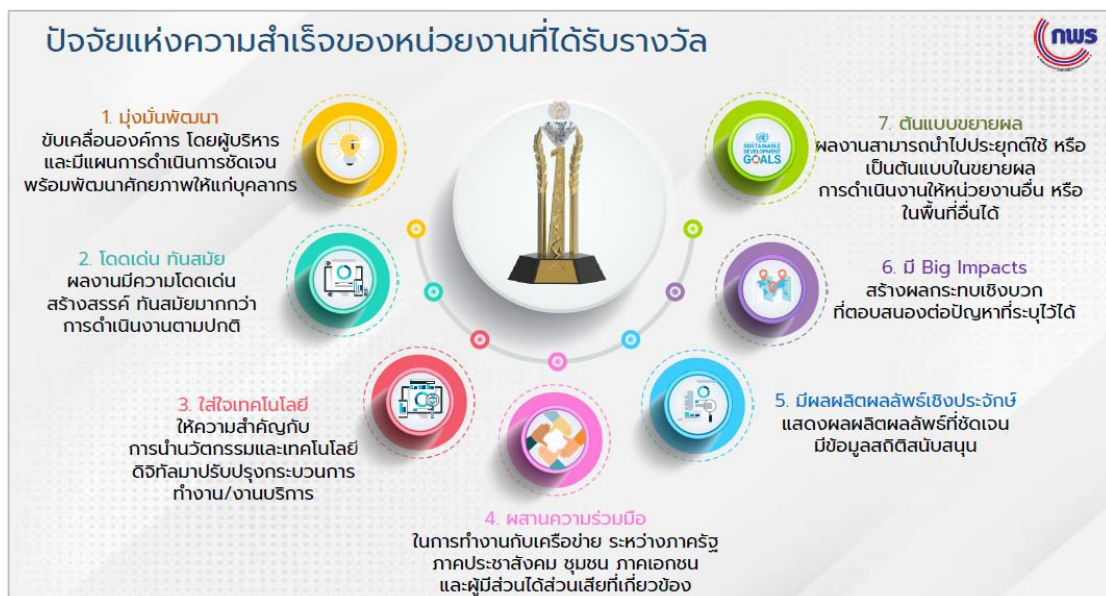 ปัจจัยแห่งความสำเร็จของหน่วยงานที่ได้รับรางวัล
กพร
1. มุ่งมั่นพัฒนา
ขับเคลื่อนองค์การ โดยผู้บริหาร
และมีแผนการดำเนินการชัดเจน
พร้อมพัฒนาศักยภาพให้แก่บุคลากร
2. โดดเด่น ทันสมัย
ผลงานมีความโดดเด่น
สร้างสรรค์ ทันสมัยมากกว่า
การดำเนินงานตามปกติ
3. ใส่ใจเทคโนโลยี
ให้ความสำคัญกับ
การนำนวัตกรรมและเทคโนโลยี
ดิจิทัลมาปรับปรุงกระบวนการ
ทำงาน/งานบริการ
4. ผสานความร่วมมือ
ในการทำงานกับเครือข่าย ระหว่างภาครัฐ
ภาคประชาสังคม ชุมชน ภาคเอกชน
และผู้มีส่วนได้ส่วนเสียที่เกี่ยวข้อง
5. มีผลผลิตผลลัพธ์เชิงประจักษ์
แสดงผลผลิตผลลัพธ์ที่ชัดเจน
มีข้อมูลสถิติสนับสนุน
6. มี Big Impacts
สร้างผลกระทบเชิงบวก
ที่ตอบสนองต่อปัญหาที่ระบุไว้ได้
7. ต้นแบบขยายผล
ผลงานสามารถนำไปประยุกต์ใช้ หรือ
เป็นต้นแบบในขยายผล
การดำเนินงานให้หน่วยงานอื่น หรือ
ในพื้นที่อื่นได้
SUSTAINABLE
DEVELOPMENT
GOALS